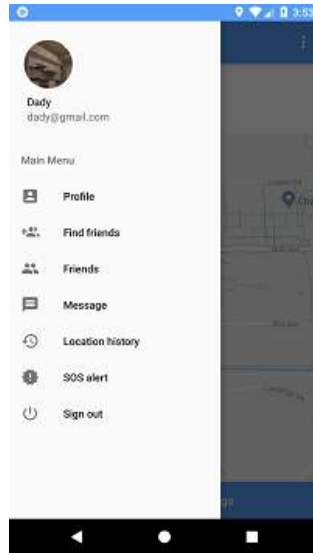 3:53
Dady
dady@gmail.com
Main Menu
Profile
Find friends
Friends
Message
Location history
SOS alert
Sign out